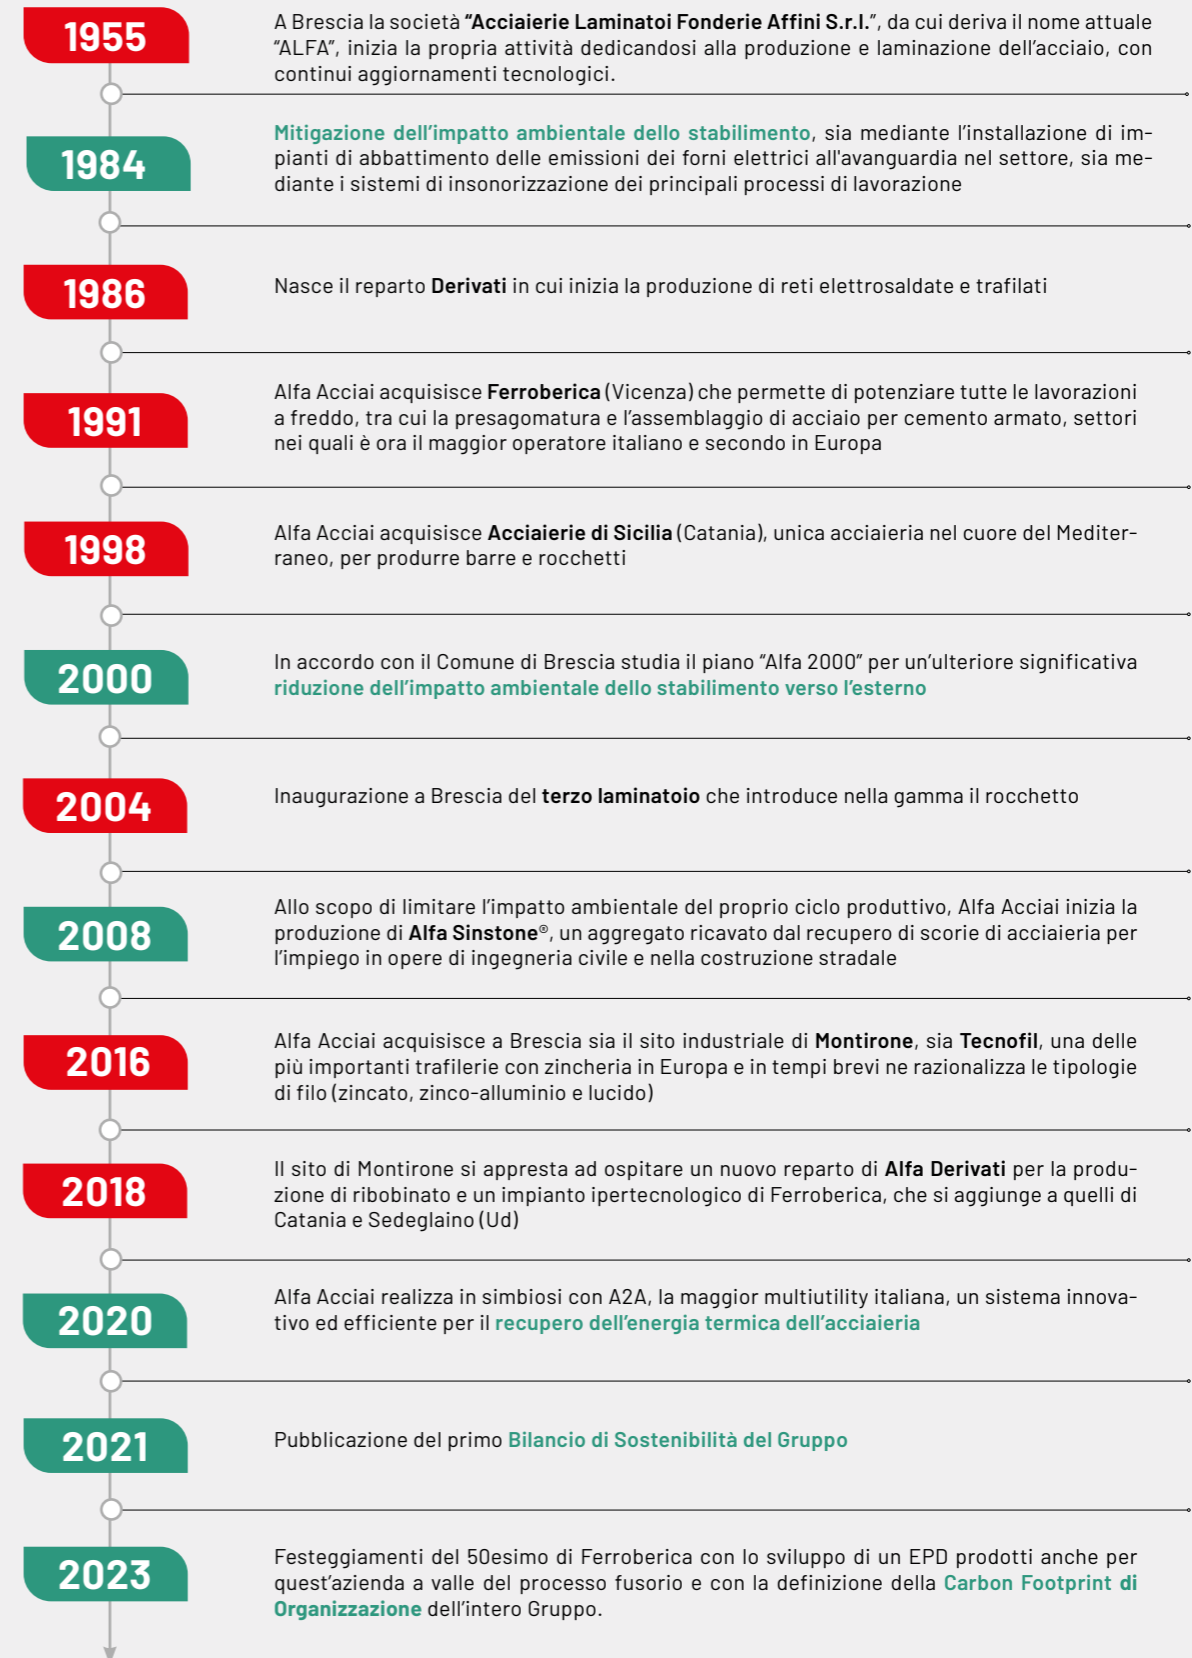 1955
A Brescia la società “Acciaierie Laminatoi Fonderie Affini S.r.l.”, da cui deriva il nome attuale
“ALFA”, inizia la propria attività dedicandosi alla produzione e laminazione dell’acciaio, con
continui aggiornamenti tecnologici.
1984
Mitigazione dell’impatto ambientale dello stabilimento, sia mediante l’installazione di im-
pianti di abbattimento delle emissioni dei forni elettrici all'avanguardia nel settore, sia me-
diante i sistemi di insonorizzazione dei principali processi di lavorazione
1986
Nasce il reparto Derivati in cui inizia la produzione di reti elettrosaldate e trafilati
1991
Alfa Acciai acquisisce Ferroberica (Vicenza) che permette di potenziare tutte le lavorazioni
a freddo, tra cui la presagomatura e l’assemblaggio di acciaio per cemento armato, settori
nei quali è ora il maggior operatore italiano e secondo in Europa
1998
Alfa Acciai acquisisce Acciaierie di Sicilia (Catania), unica acciaieria nel cuore del Mediter-
raneo, per produrre barre e rocchetti
2000
In accordo con il Comune di Brescia studia il piano “Alfa 2000” per un’ulteriore significativa
riduzione dell’impatto ambientale dello stabilimento verso l’esterno
2004
Inaugurazione a Brescia del terzo laminatoio che introduce nella gamma il rocchetto
2008
Allo scopo di limitare l’impatto ambientale del proprio ciclo produttivo, Alfa Acciai inizia la
produzione di Alfa Sinstone®, un aggregato ricavato dal recupero di scorie di acciaieria per
l’impiego in opere di ingegneria civile e nella costruzione stradale
2016
Alfa Acciai acquisisce a Brescia sia il sito industriale di Montirone, sia Tecnofil, una delle
più importanti trafilerie con zincheria in Europa e in tempi brevi ne razionalizza le tipologie
di filo (zincato, zinco-alluminio e lucido)
2018
Il sito di Montirone si appresta ad ospitare un nuovo reparto di Alfa Derivati per la produ-
zione di ribobinato e un impianto ipertecnologico di Ferroberica, che si aggiunge a quelli di
Catania e Sedeglaino (Ud)
2020
Alfa Acciai realizza in simbiosi con A2A, la maggior multiutility italiana, un sistema innova-
tivo ed efficiente per il recupero dell’energia termica dell’acciaieria
2021
Pubblicazione del primo Bilancio di Sostenibilità del Gruppo
2023
Festeggiamenti del 50esimo di Ferroberica con lo sviluppo di un EPD prodotti anche per
quest’azienda a valle del processo fusorio e con la definizione della Carbon Footprint di
Organizzazione dell’intero Gruppo.